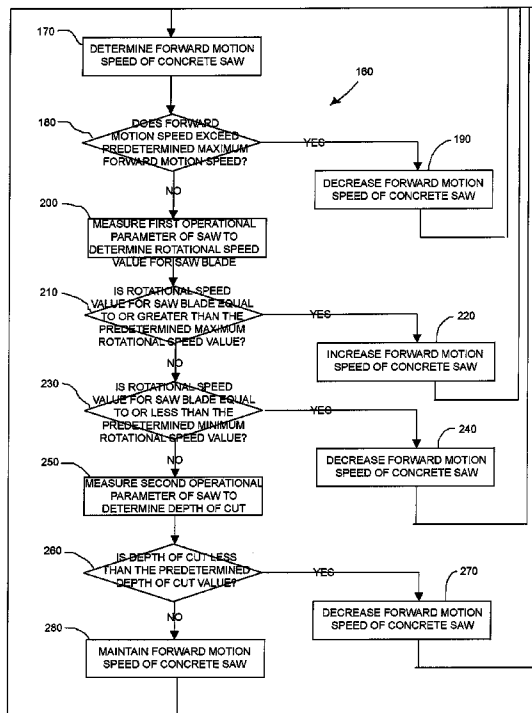 170
DETERMINE FORWARD MOTION
SPEED OF CONCRETE SAW
160
180
DOES FORWARD
MOTION SPEED EXCEED
PREDETERMINED MAXIMUM
FORWARD MOTION SPEED?
YES
190
DECREASE FORWARD MOTION
SPEED OF CONCRETE SAW
NO
200
MEASURE FIRST OPERATIONAL
PARAMETER OF SAW TO
DETERMINE ROTATIONAL SPEED
VALUE FOR SAW BLADE
210
IS ROTATIONAL SPEED
VALUE FOR SAW BLADE EQUAL
TO OR GREATER THAN THE
PREDETERMINED MAXIMUM
ROTATIONAL SPEED VALUE?
YES
220
INCREASE FORWARD MOTION
SPEED OF CONCRETE SAW
NO
230
IS ROTATIONAL SPEED
VALUE FOR SAW BLADE EQUAL
TO OR LESS THAN THE
PREDETERMINED MINIMUM
ROTATIONAL SPEED VALUE?
YES
240
DECREASE FORWARD MOTION
SPEED OF CONCRETE SAW
NO
250
MEASURE SECOND OPERATIONAL
PARAMETER OF SAW TO
DETERMINE DEPTH OF CUT
260
IS DEPTH OF CUT LESS
THAN THE PREDETERMINED
DEPTH OF CUT VALUE?
YES
270
DECREASE FORWARD MOTION
SPEED OF CONCRETE SAW
NO
280
MAINTAIN FORWARD MOTION
SPEED OF CONCRETE SAW